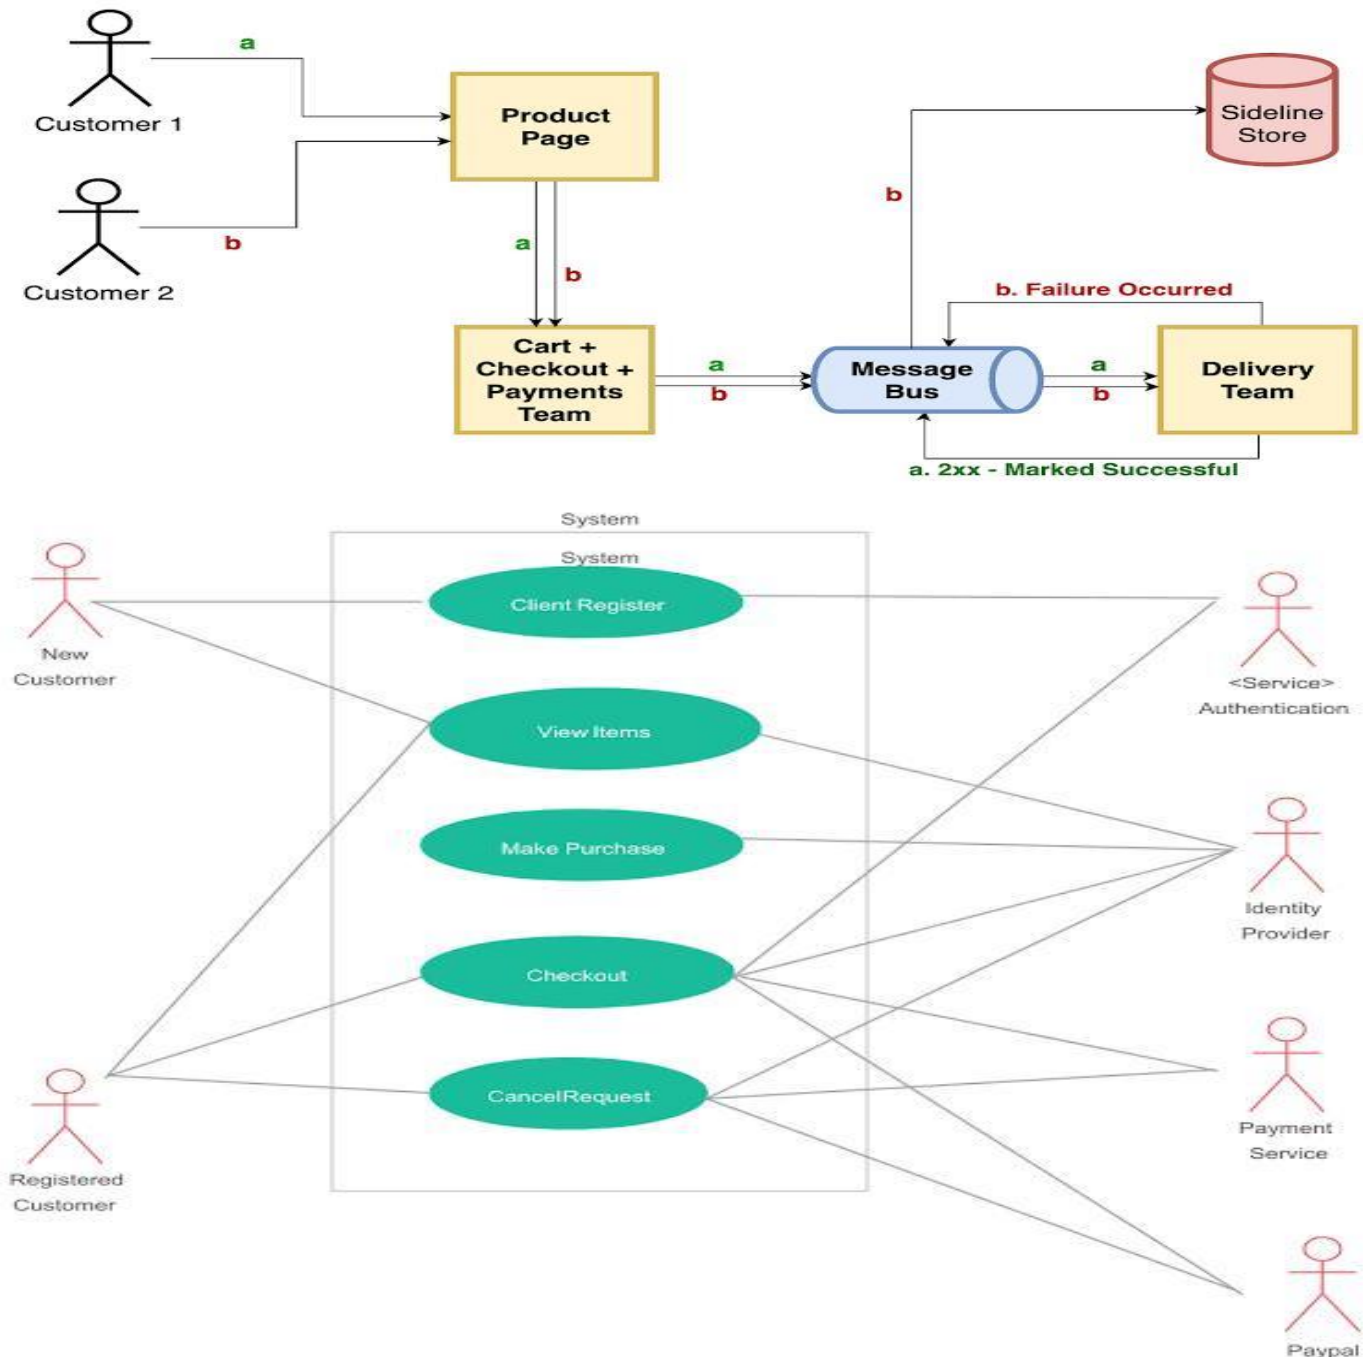 a
Customer 1
Product
Page
Sideline
Store
b
Customer 2
b
a
b
b. Failure Occurred
Cart +
Checkout +
Payments
Team
a
b
Message
Bus
a
b
Delivery
Team
a. 2xx - Marked Successful
System
System
New
Customer
Client Register
<Service>
Authentication
View Items
Make Purchase
Identity
Provider
Checkout
CancelRequest
Payment
Service
Registered
Customer
Paypal